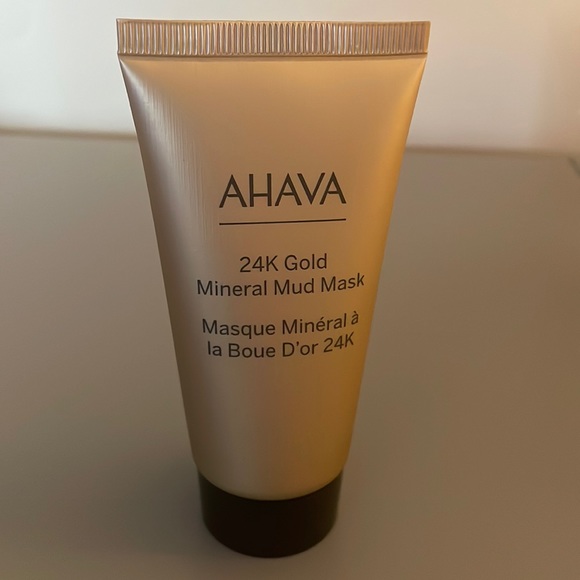 AHAVA
24K Gold
Mineral Mud Mask
Masque Minéral à
la Boue D'or 24K